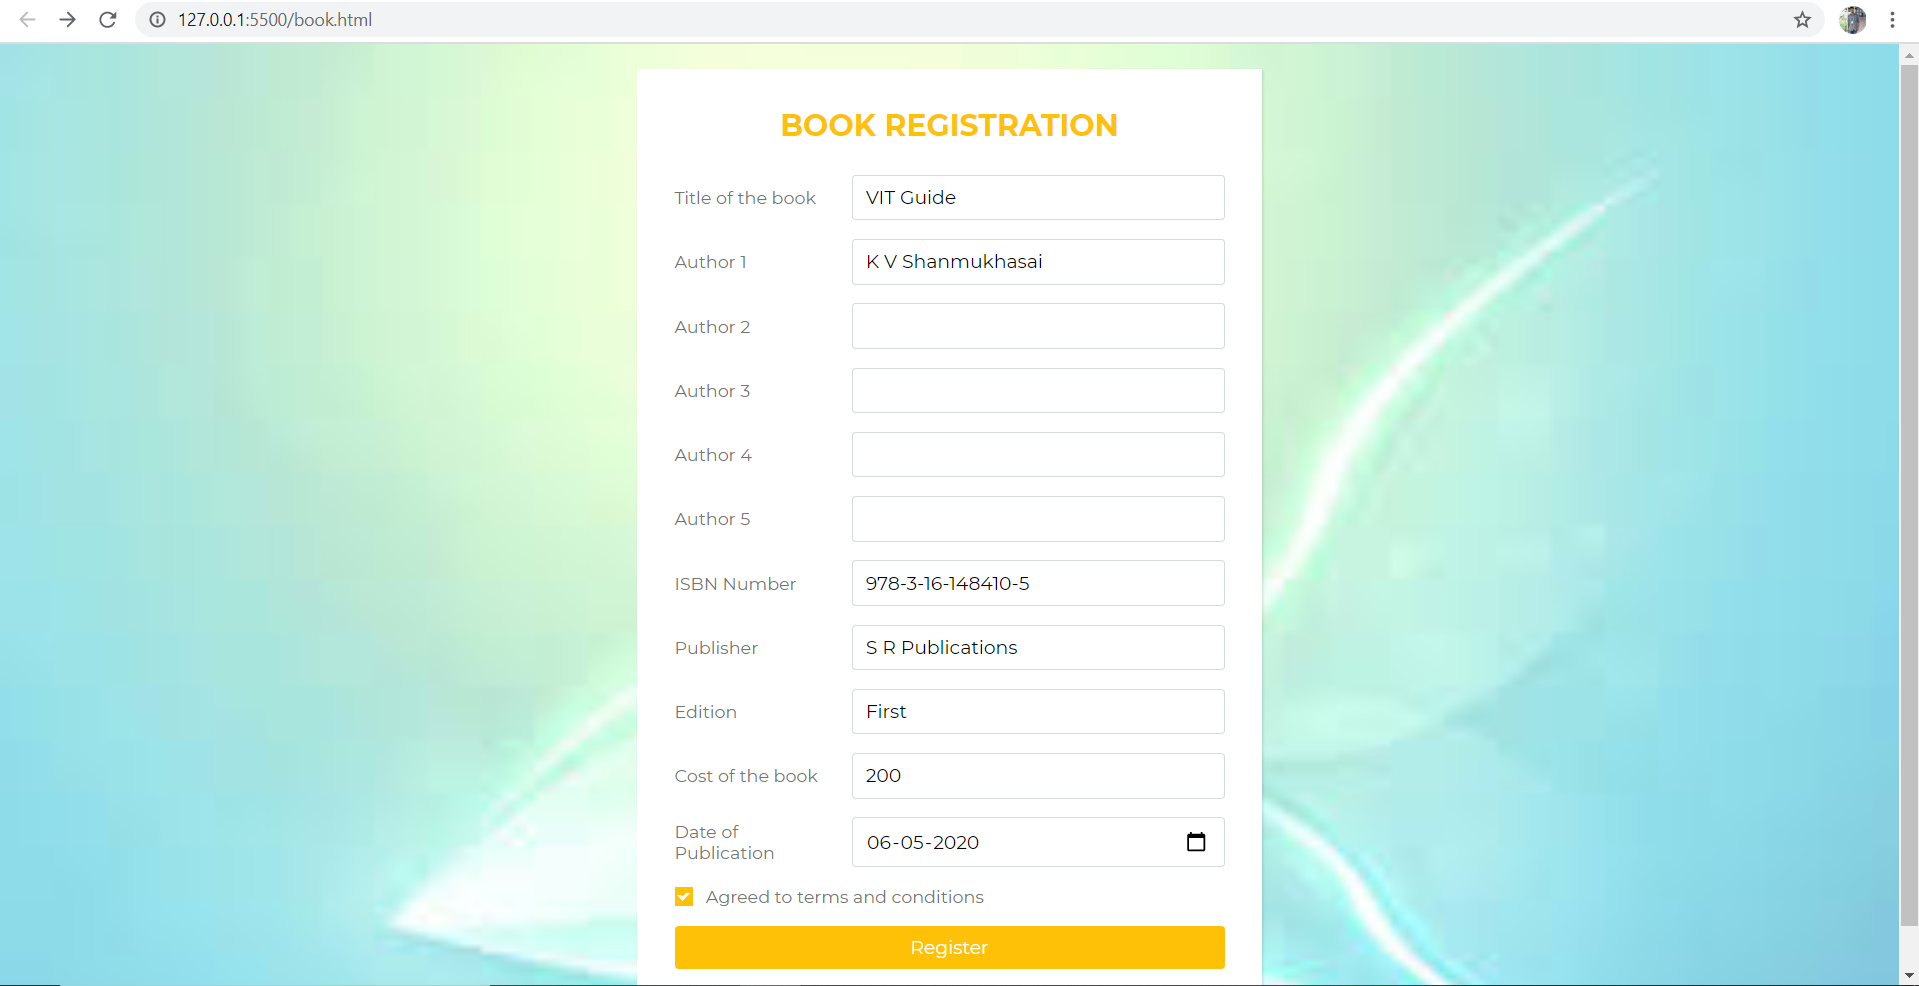 127.0.0.1:5500/book.html
BOOK REGISTRATION
Title of the book VIT Guide
Author 1 K V Shanmukhasai
Author 2
Author 3
Author 4
Author 5
ISBN Number 978-3-16-148410-5
Publisher S R Publications
Edition First
Cost of the book 200
Date of
Publication 06-05-2020
Agreed to terms and conditions
Register